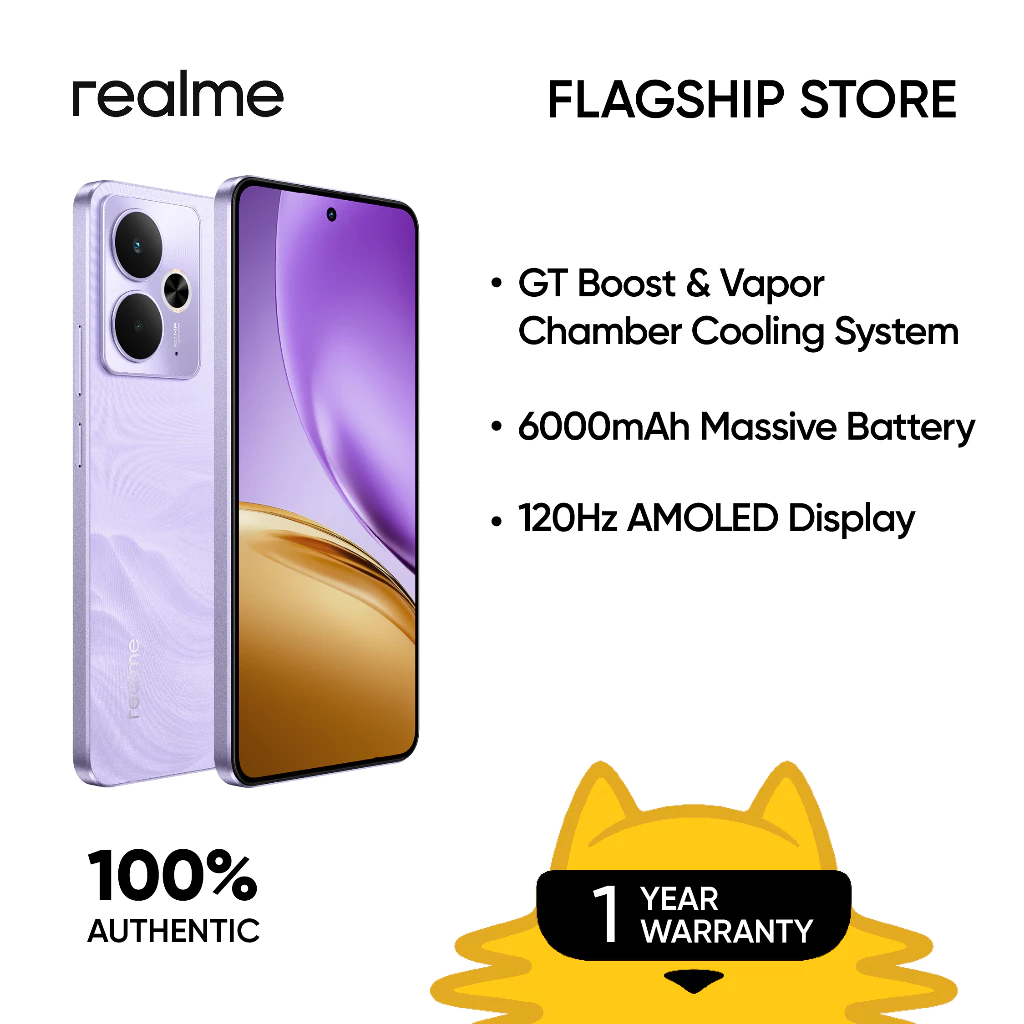 realme
FLAGSHIP STORE
• GT Boost & Vapor
Chamber Cooling System
• 6000mAh Massive Battery
• 120Hz AMOLED Display
realme
100%
AUTHENTIC
1 YEAR
WARRANTY